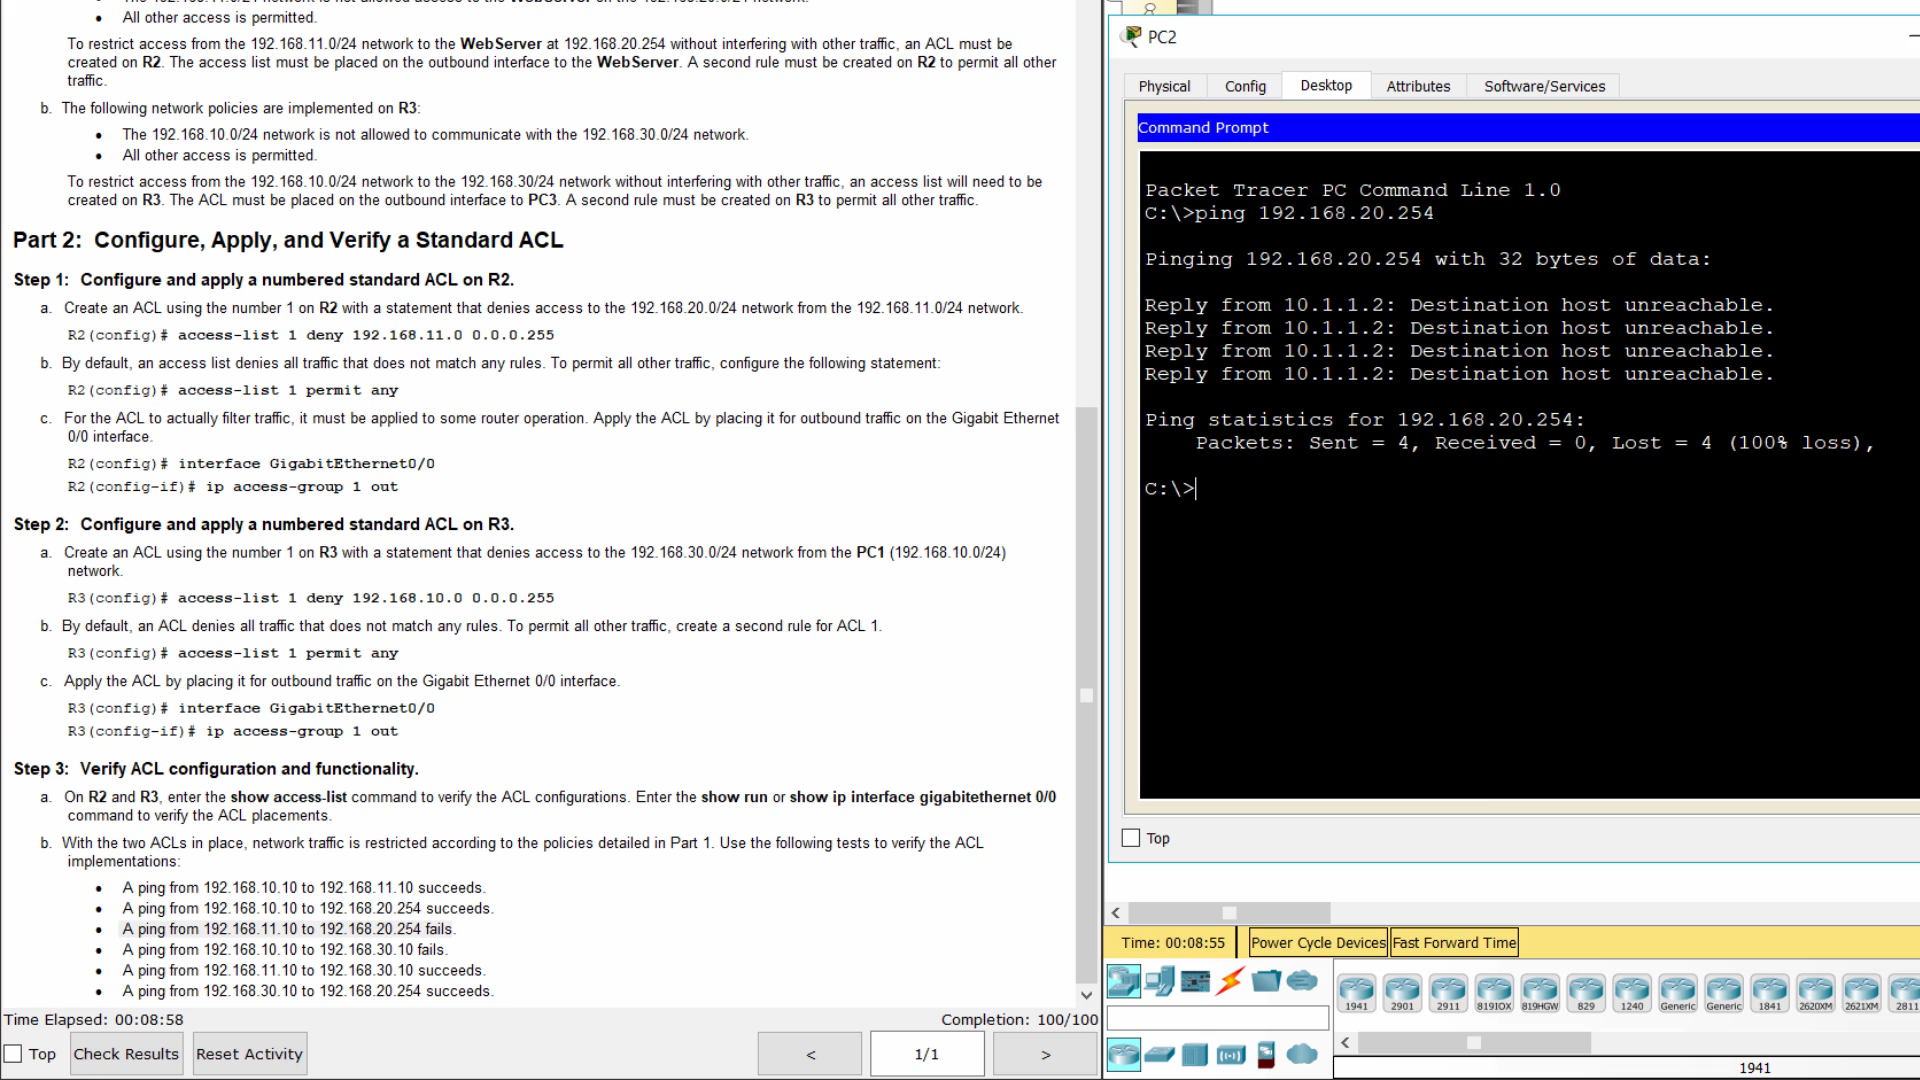 The 192.168.11.0/24 network is not allowed access to the WebServer on the 192.168.20.0/24 network.
• All other access is permitted.
To restrict access from the 192.168.11.0/24 network to the WebServer at 192.168.20.254 without interfering with other traffic, an ACL must be
created on R2. The access list must be placed on the outbound interface to the WebServer. A second rule must be created on R2 to permit all other
traffic.
b. The following network policies are implemented on R3:
• The 192.168.10.0/24 network is not allowed to communicate with the 192.168.30.0/24 network.
• All other access is permitted.
To restrict access from the 192.168.10.0/24 network to the 192.168.30/24 network without interfering with other traffic, an access list will need to be
created on R3. The ACL must be placed on the outbound interface to PC3. A second rule must be created on R3 to permit all other traffic.
Part 2: Configure, Apply, and Verify a Standard ACL
Step 1: Configure and apply a numbered standard ACL on R2.
a. Create an ACL using the number 1 on R2 with a statement that denies access to the 192.168.20.0/24 network from the 192.168.11.0/24 network.
R2(config)# access-list 1 deny 192.168.11.0 0.0.0.255
b. By default, an access list denies all traffic that does not match any rules. To permit all other traffic, configure the following statement:
R2(config)# access-list 1 permit any
c. For the ACL to actually filter traffic, it must be applied to some router operation. Apply the ACL by placing it for outbound traffic on the Gigabit Ethernet
0/0 interface.
R2(config)# interface GigabitEthernet0/0
R2(config-if)# ip access-group 1 out
Step 2: Configure and apply a numbered standard ACL on R3.
a. Create an ACL using the number 1 on R3 with a statement that denies access to the 192.168.30.0/24 network from the PC1 (192.168.10.0/24)
network.
R3(config)# access-list 1 deny 192.168.10.0 0.0.0.255
b. By default, an ACL denies all traffic that does not match any rules. To permit all other traffic, create a second rule for ACL 1.
R3(config)# access-list 1 permit any
c. Apply the ACL by placing it for outbound traffic on the Gigabit Ethernet 0/0 interface.
R3(config)# interface GigabitEthernet0/0
R3(config-if)# ip access-group 1 out
Step 3: Verify ACL configuration and functionality.
a. On R2 and R3, enter the show access-list command to verify the ACL configurations. Enter the show run or show ip interface gigabitethernet 0/0
command to verify the ACL placements.
b. With the two ACLs in place, network traffic is restricted according to the policies detailed in Part 1. Use the following tests to verify the ACL
implementations:
• A ping from 192.168.10.10 to 192.168.11.10 succeeds.
• A ping from 192.168.10.10 to 192.168.20.254 succeeds.
• A ping from 192.168.11.10 to 192.168.20.254 fails.
• A ping from 192.168.10.10 to 192.168.30.10 fails.
• A ping from 192.168.11.10 to 192.168.30.10 succeeds.
• A ping from 192.168.30.10 to 192.168.20.254 succeeds.
Time Elapsed: 00:08:58
Completion: 100/100
Top
Check Results
Reset Activity
<
1/1
>
PC2
Physical
Config
Desktop
Attributes
Software/Services
Command Prompt
Packet Tracer PC Command Line 1.0
C:\>ping 192.168.20.254
Pinging 192.168.20.254 with 32 bytes of data:
Reply from 10.1.1.2: Destination host unreachable.
Reply from 10.1.1.2: Destination host unreachable.
Reply from 10.1.1.2: Destination host unreachable.
Reply from 10.1.1.2: Destination host unreachable.
Ping statistics for 192.168.20.254:
Packets: Sent = 4, Received = 0, Lost = 4 (100% loss),
C:\>
Top
Time: 00:08:55
Power Cycle Devices
Fast Forward Time
1941
2901
2911
819IOX
819HGW
829
1240
Generic
Generic
1841
2620XM
2621XM
2811
1941